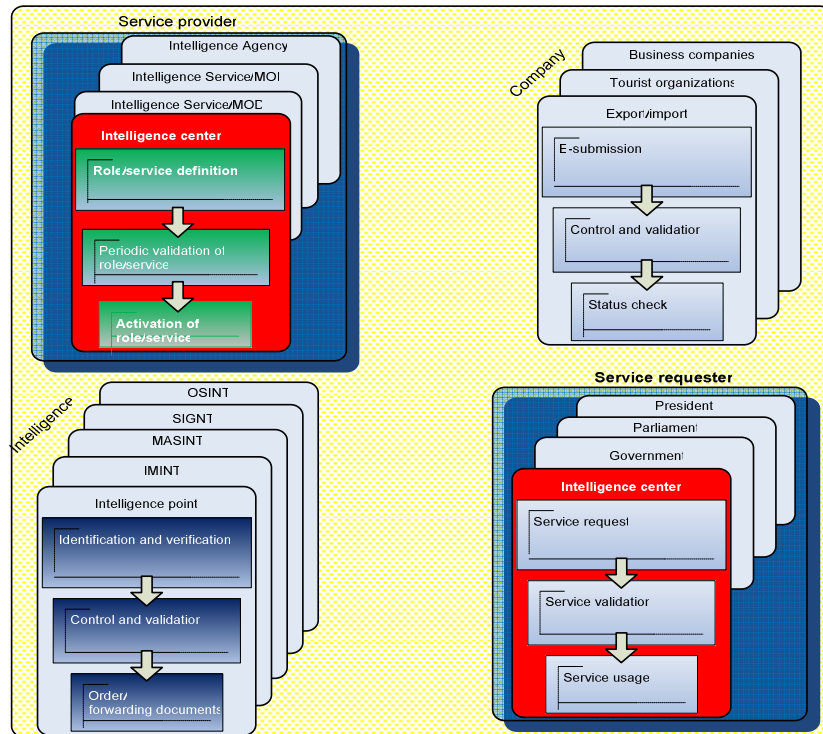 Service provider
Intelligence Agency
Intelligence Service/MOI
Intelligence Service/MOD
Intelligence center
Role/service definition
Periodic validation of
role/service
Activation of
role/service
Company
Business companies
Tourist organizations
Export/import
E-submission
Control and validation
Status check
Intelligence
OSINT
SIGNT
MASINT
IMINT
Intelligence point
Identification and verification
Control and validation
Order/
forwarding documents
Service requester
President
Parliament
Government
Intelligence center
Service request
Service validation
Service usage